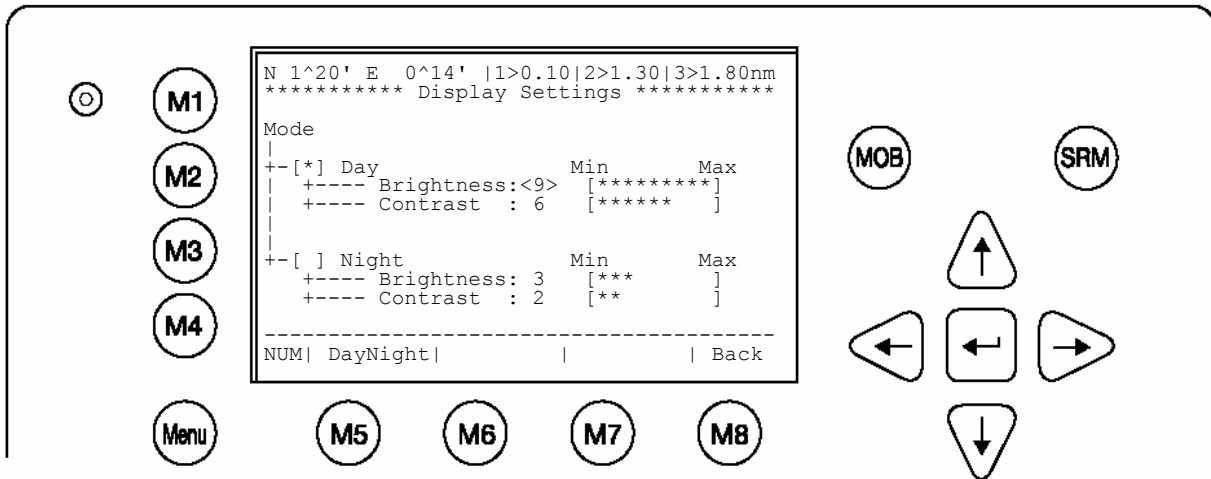 N 1^20' E  0^14' |1>0.10|2>1.30|3>1.80nm
*********** Display Settings ***********
Mode
|
+-[*] Day            Min       Max
|  +---- Brightness:<9>  [*********]
|  +---- Contrast  : 6   [******   ]
|
|
+-[ ] Night          Min       Max
   +---- Brightness: 3   [***      ]
   +---- Contrast  : 2   [**       ]
----------------------------------------
NUM| DayNight|         |         | Back
M1
M2
M3
M4
Menu
M5
M6
M7
M8
MOB
SRM